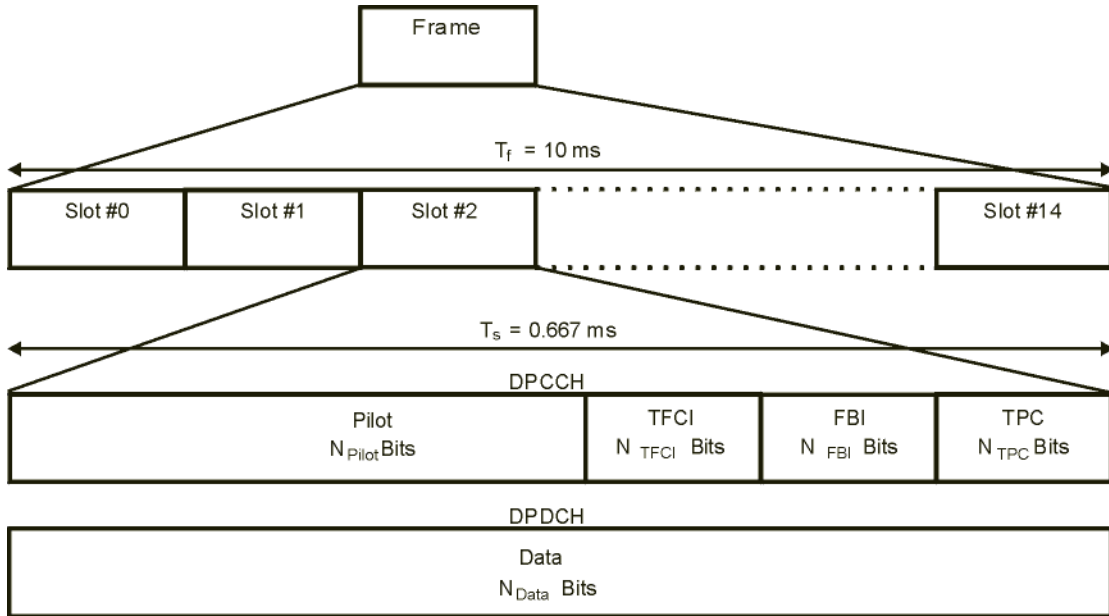 Frame
T_f = 10 ms
Slot #0 Slot #1 Slot #2 Slot #14
T_s = 0.667 ms
DPCCH
Pilot TFCI FBI TPC
N_Pilot Bits N_TFCI Bits N_FBI Bits N_TPC Bits
DPDCH
Data
N_Data Bits